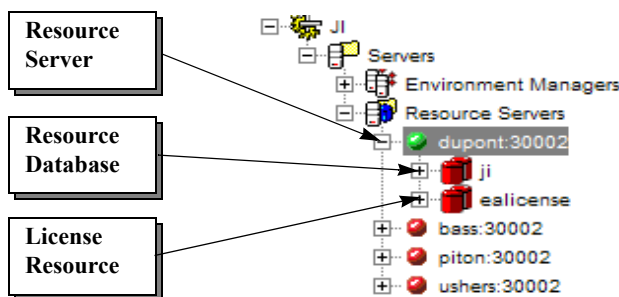 Resource
Server
Resource
Database
License
Resource
JI
Servers
Environment Managers
Resource Servers
dupont:30002
ji
ealicense
bass:30002
piton:30002
ushers:30002